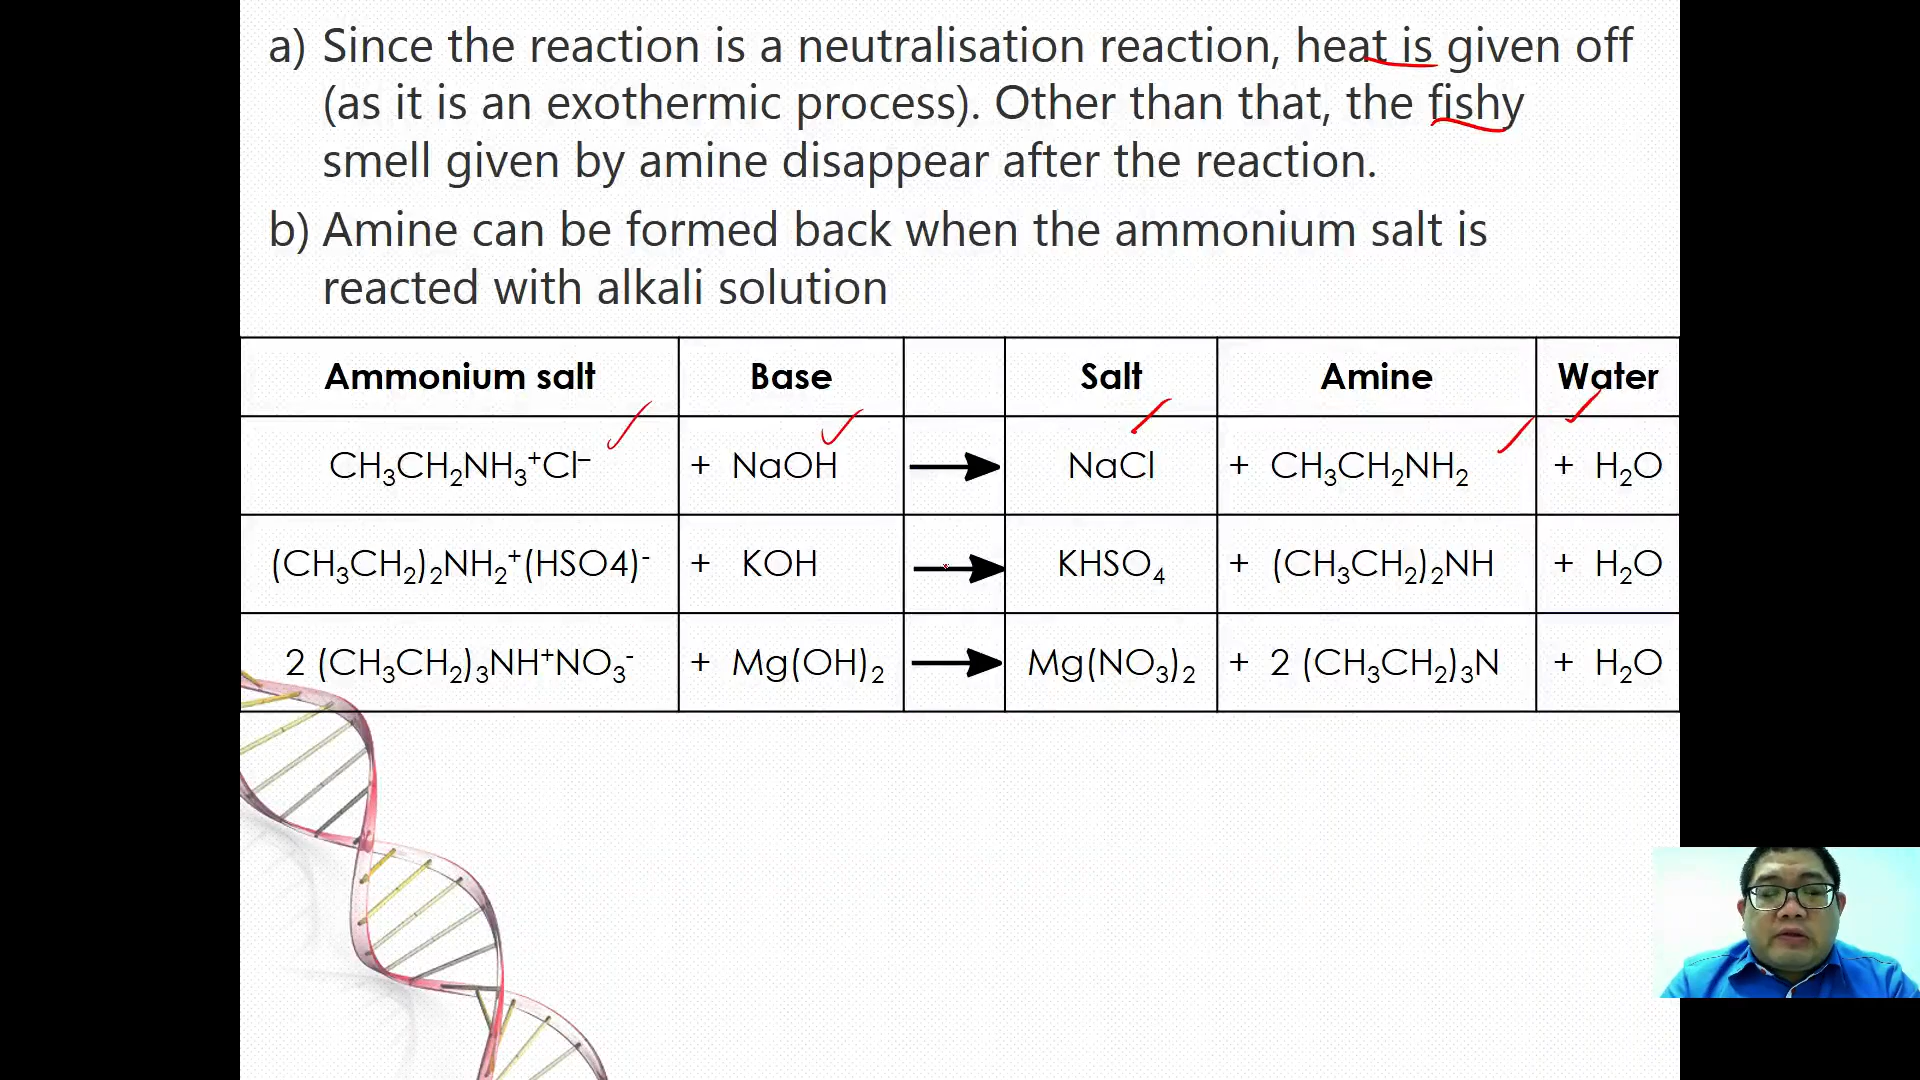 a) Since the reaction is a neutralisation reaction, heat is given off
(as it is an exothermic process). Other than that, the fishy
smell given by amine disappear after the reaction.
b) Amine can be formed back when the ammonium salt is
reacted with alkali solution
Ammonium salt Base Salt Amine Water
CH₃CH₂NH₃⁺Cl⁻ + NaOH → NaCl + CH₃CH₂NH₂ + H₂O
(CH₃CH₂)₂NH₂⁺(HSO4)⁻ + KOH → KHSO₄ + (CH₃CH₂)₂NH + H₂O
2 (CH₃CH₂)₃NH⁺NO₃⁻ + Mg(OH)₂ → Mg(NO₃)₂ + 2 (CH₃CH₂)₃N + H₂O